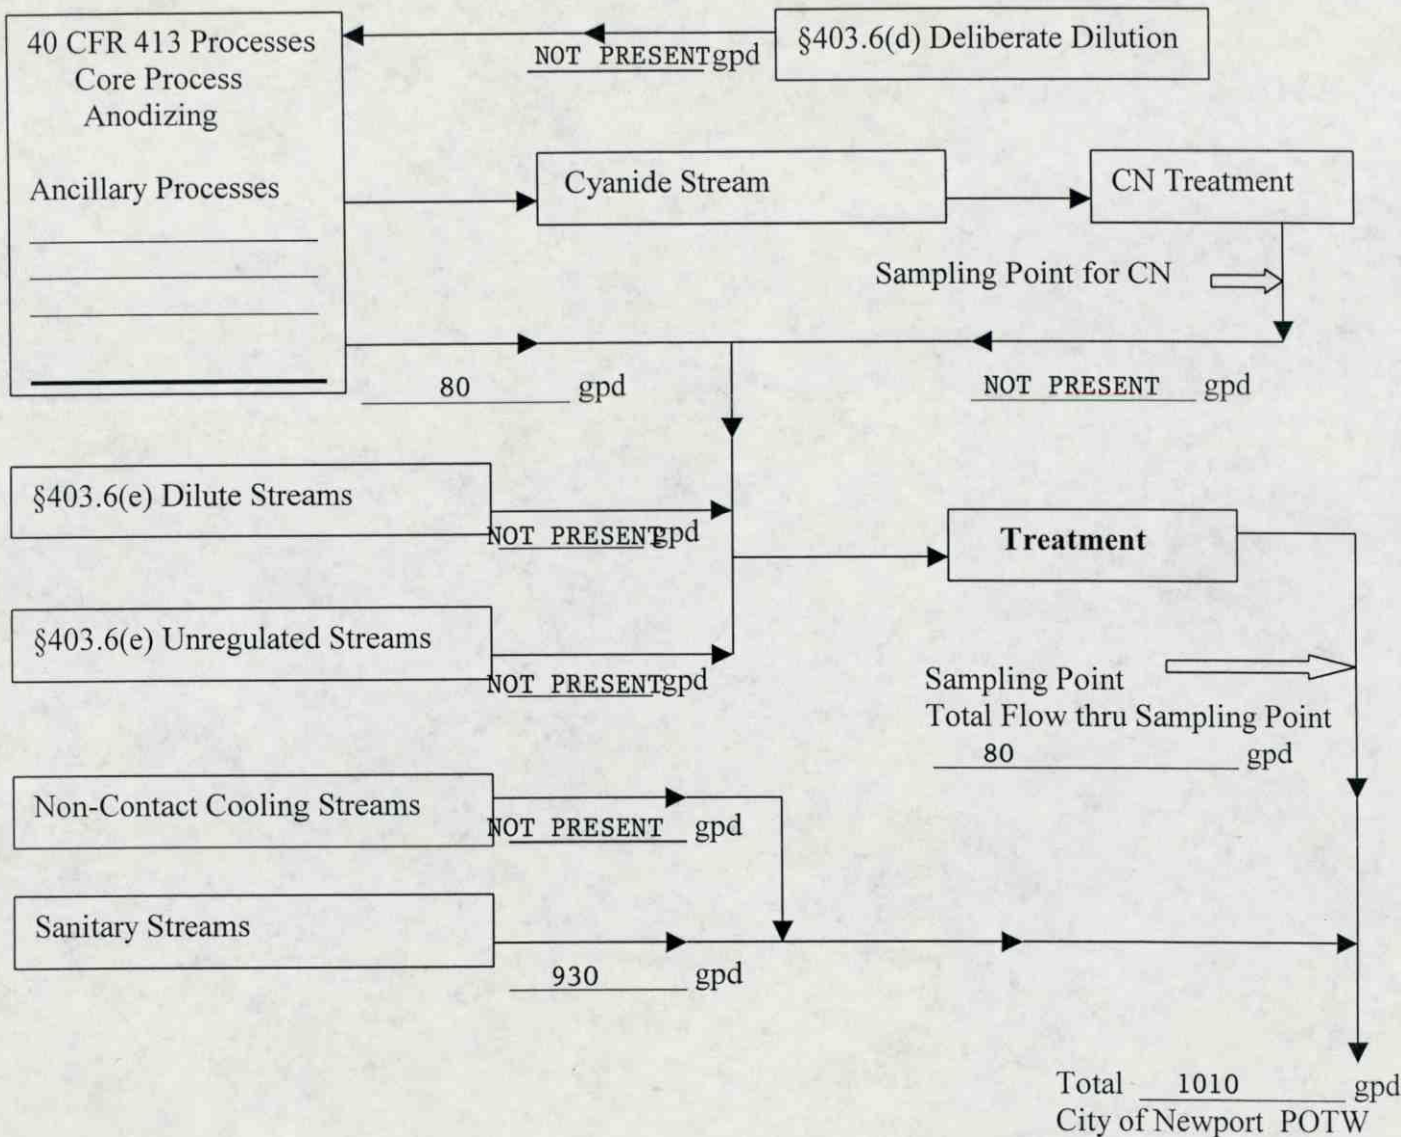 40 CFR 413 Processes
Core Process
Anodizing
Ancillary Processes
§403.6(d) Deliberate Dilution
NOT PRESENT gpd
Cyanide Stream
CN Treatment
Sampling Point for CN
80 gpd
NOT PRESENT gpd
§403.6(e) Dilute Streams
NOT PRESENT gpd
Treatment
§403.6(e) Unregulated Streams
NOT PRESENT gpd
Sampling Point
Total Flow thru Sampling Point
80 gpd
Non-Contact Cooling Streams
NOT PRESENT gpd
Sanitary Streams
930 gpd
Total 1010 gpd
City of Newport POTW